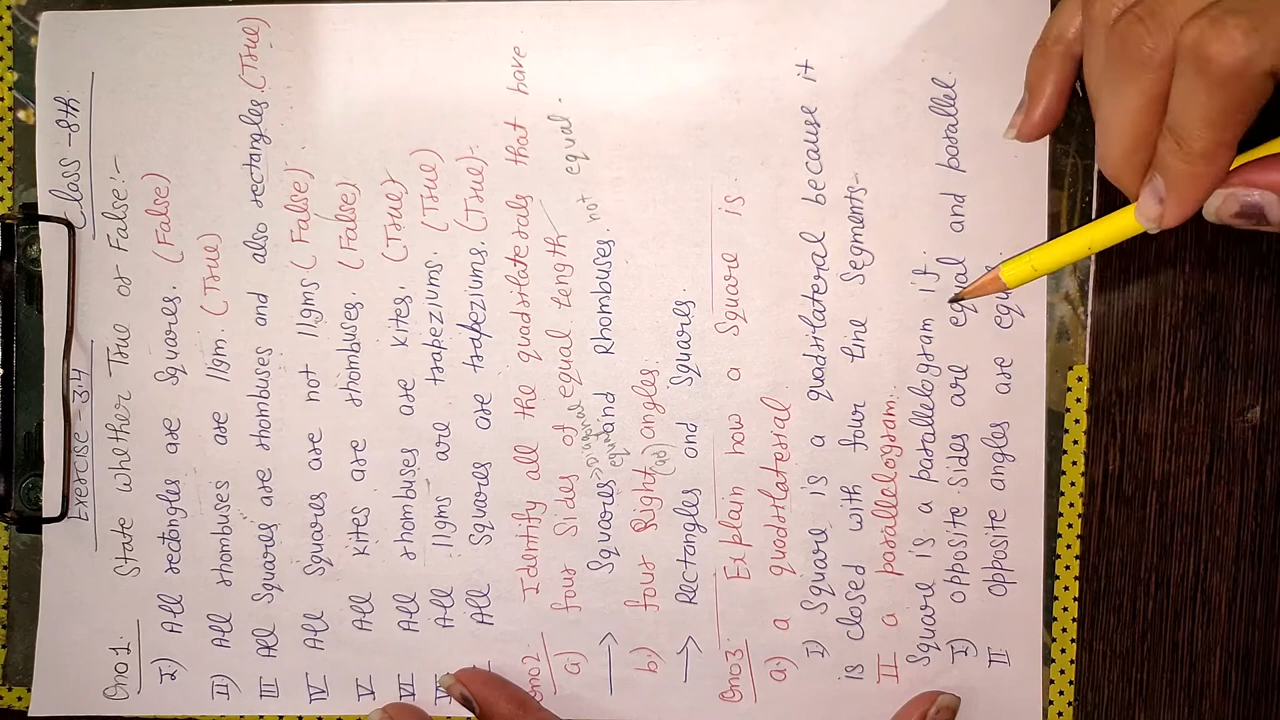 Exercise-3.4 Class-8th
Qno1. State whether True or False:-
I) All rectangles are squares. (False)
II) All rhombuses are llgm. (True)
III All squares are rhombuses and also rectangles. (True)
IV All squares are not llgms (False)
V All kites are rhombuses. (False)
VI All rhombuses are kites. (True)
All llgms are trapeziums. (True)
All squares are trapeziums. (True).
Qno2. Identify all the quadrilaterals that have.
a) four sides of equal length
→ Squares and Rhombuses. not equal.
diagonal equal
b.) four Right angles.
→ Rectangles and squares.
Qno3. Explain how a square is.
a.) a quadrilaterial.
I) Square is a quadrilateral because it
is closed with four line segments-
II a parallelogram.
Square is a parallelogram if.
I) opposite sides are equal and parallel
II opposite angles are